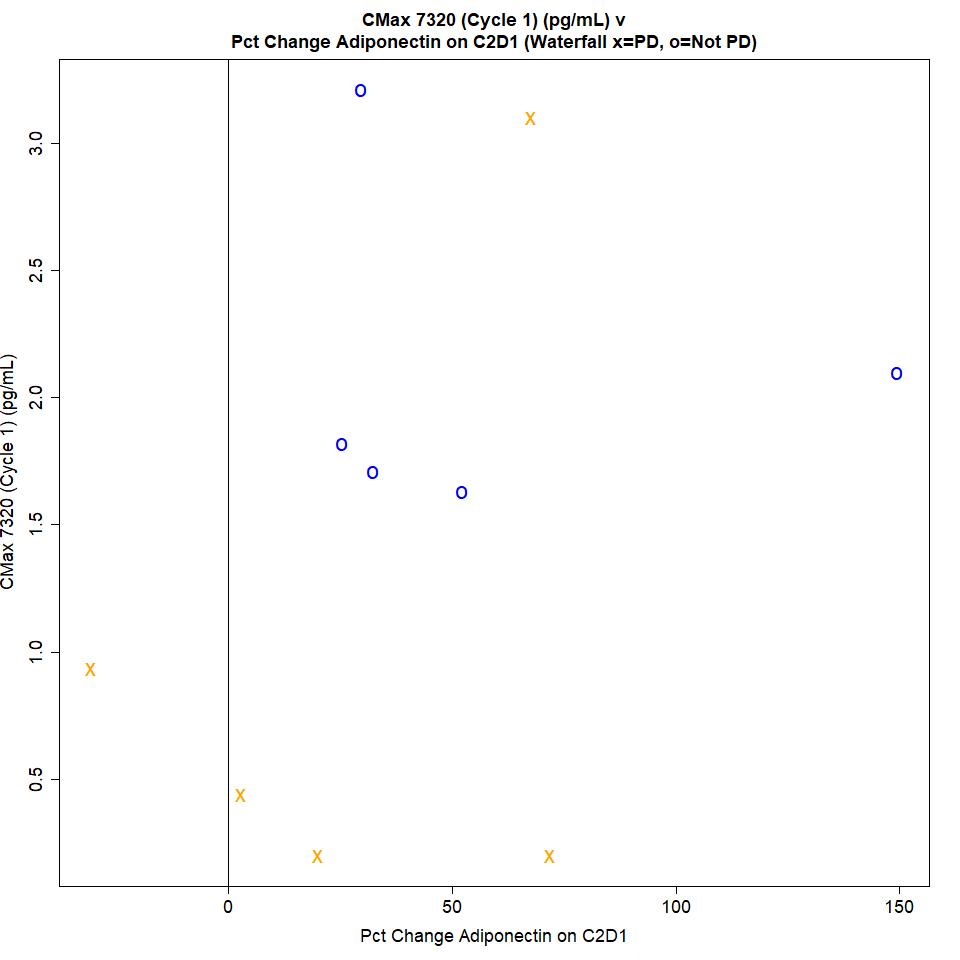 CMax 7320 (Cycle 1) (pg/mL) v
Pct Change Adiponectin on C2D1 (Waterfall x=PD, o=Not PD)
CMax 7320 (Cycle 1) (pg/mL)
3.0
2.5
2.0
1.5
1.0
0.5
o
x
o
o
o
o
x
x
x
x
0 50 100 150
Pct Change Adiponectin on C2D1